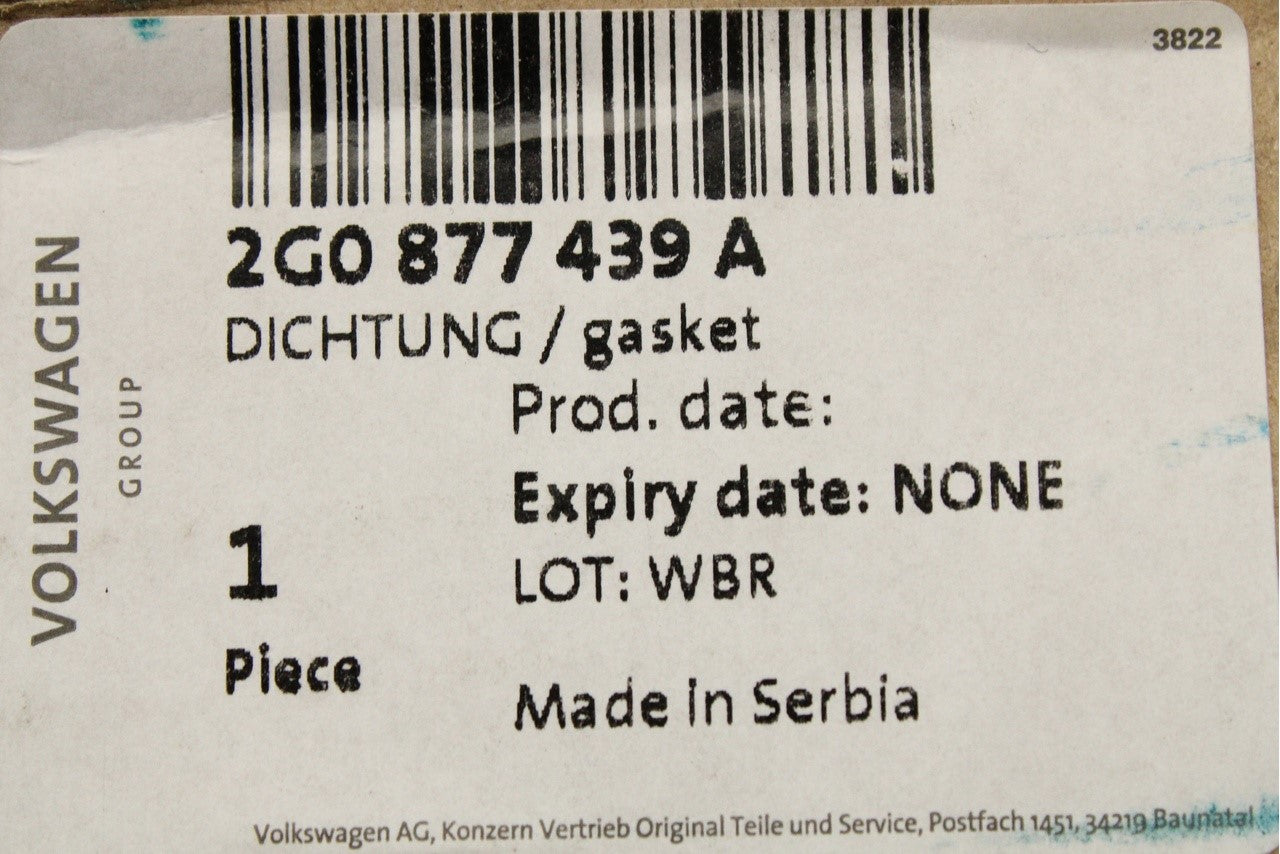 3822
2G0 877 439 A
DICHTUNG / gasket
Prod. date:
Expiry date: NONE
1
LOT: WBR
Piece
Made in Serbia
VOLKSWAGEN
GROUP
Volkswagen AG, Konzern Vertrieb Original Teile und Service, Postfach 1451, 34219 Baunatal